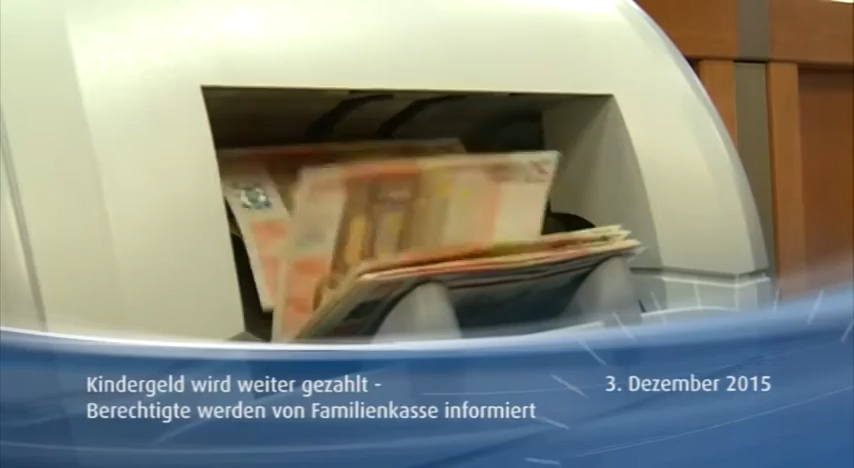 Kindergeld wird weiter gezahlt -
Berechtigte werden von Familienkasse informiert
3. Dezember 2015